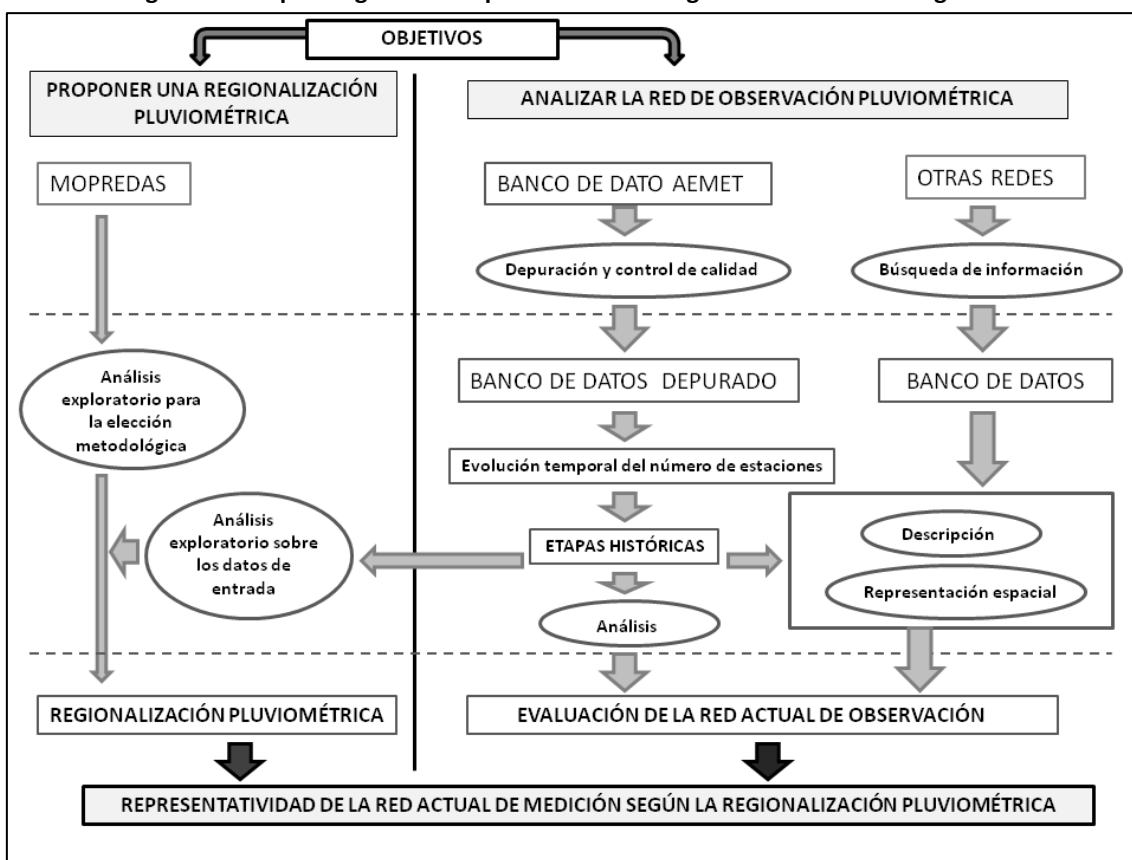 OBJETIVOS
PROPONER UNA REGIONALIZACIÓN
PLUVIOMÉTRICA
ANALIZAR LA RED DE OBSERVACIÓN PLUVIOMÉTRICA
MOPREDAS
BANCO DE DATO AEMET
OTRAS REDES
Depuración y control de calidad
Búsqueda de información
Análisis
exploratorio para
la elección
metodológica
BANCO DE DATOS DEPURADO
BANCO DE DATOS
Evolución temporal del número de estaciones
Análisis
exploratorio sobre
los datos de
entrada
ETAPAS HISTÓRICAS
Descripción
Representación espacial
Análisis
REGIONALIZACIÓN PLUVIOMÉTRICA
EVALUACIÓN DE LA RED ACTUAL DE OBSERVACIÓN
REPRESENTATIVIDAD DE LA RED ACTUAL DE MEDICIÓN SEGÚN LA REGIONALIZACIÓN PLUVIOMÉTRICA